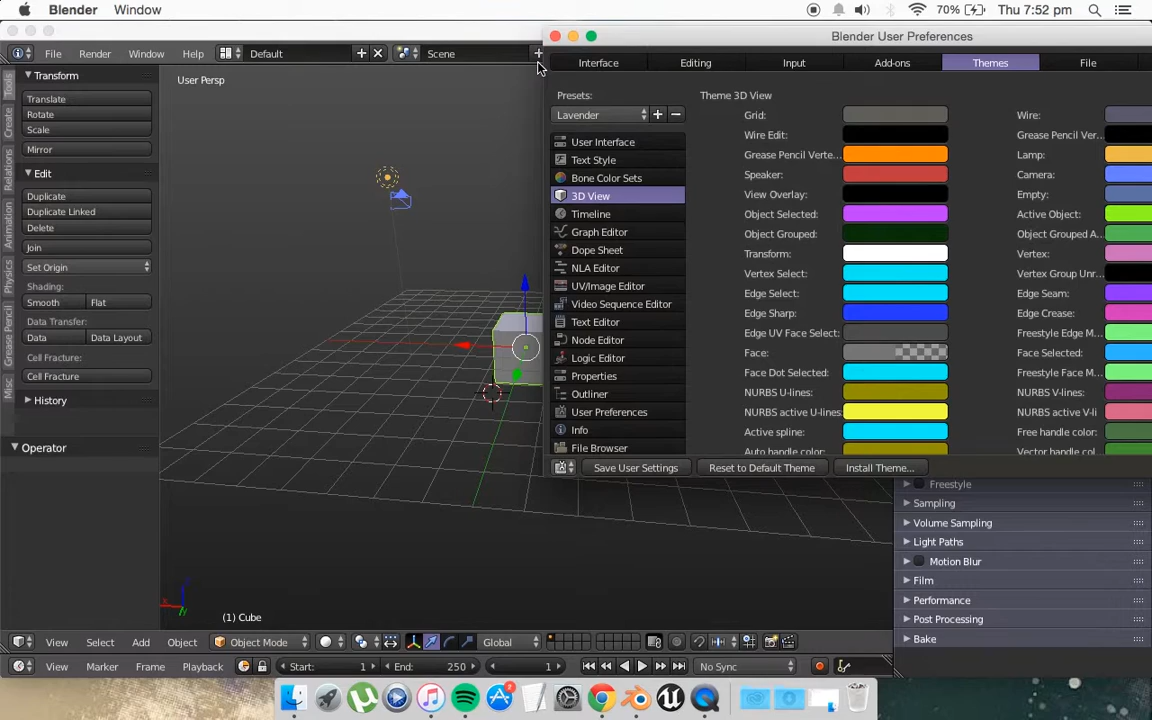 Blender Window 70% Thu 7:52 pm
Blender User Preferences
File Render Window Help Default Scene
Interface Editing Input Add-ons Themes File
User Persp
Tools
Create
Relations
Animation
Physics
Grease Pencil
Misc
Transform
Translate
Rotate
Scale
Mirror
Edit
Duplicate
Duplicate Linked
Delete
Join
Set Origin
Shading:
Smooth Flat
Data Transfer:
Data Data Layout
Cell Fracture:
Cell Fracture
History
Operator
Presets:
Lavender
User Interface
Text Style
Bone Color Sets
3D View
Timeline
Graph Editor
Dope Sheet
NLA Editor
UV/Image Editor
Video Sequence Editor
Text Editor
Node Editor
Logic Editor
Properties
Outliner
User Preferences
Info
File Browser
Theme 3D View
Grid: Wire:
Wire Edit: Grease Pencil Ver...
Grease Pencil Verte... Lamp:
Speaker: Camera:
View Overlay: Empty:
Object Selected: Active Object:
Object Grouped: Object Grouped A...
Transform: Vertex:
Vertex Select: Vertex Group Unr...
Edge Select: Edge Seam:
Edge Sharp: Edge Crease:
Edge UV Face Select: Freestyle Edge M...
Face: Face Selected:
Face Dot Selected: Freestyle Face M...
NURBS U-lines: NURBS V-lines:
NURBS active U-lines: NURBS active V-li
Active spline: Free handle color:
Auto handle color: Vector handle col...
Save User Settings Reset to Default Theme Install Theme...
Freestyle
Sampling
Volume Sampling
Light Paths
Motion Blur
Film
Performance
Post Processing
Bake
x y z
(1) Cube
View Select Add Object Object Mode Global
View Marker Frame Playback Start: 1 End: 250 1 No Sync
2